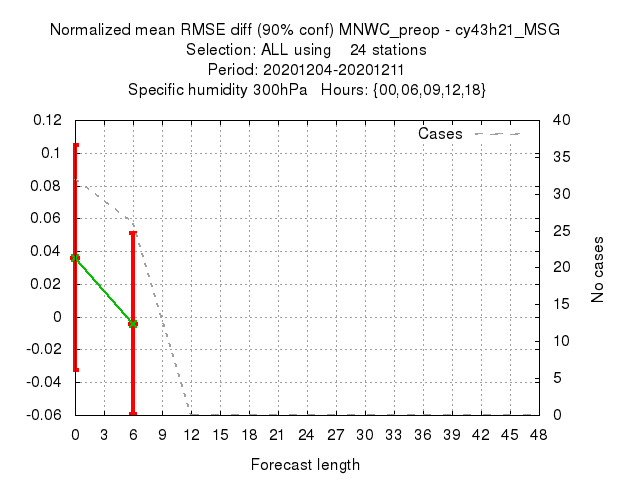 Normalized mean RMSE diff (90% conf) MNWC_preop - cy43h21_MSG
Selection: ALL using    24 stations
Period: 20201204-20201211
Specific humidity 300hPa   Hours: {00,06,09,12,18}
Cases
0.12
0.1
0.08
0.06
0.04
0.02
0
-0.02
-0.04
-0.06
40
35
30
25
20
15
10
5
0
No cases
0 3 6 9 12 15 18 21 24 27 30 33 36 39 42 45 48
Forecast length